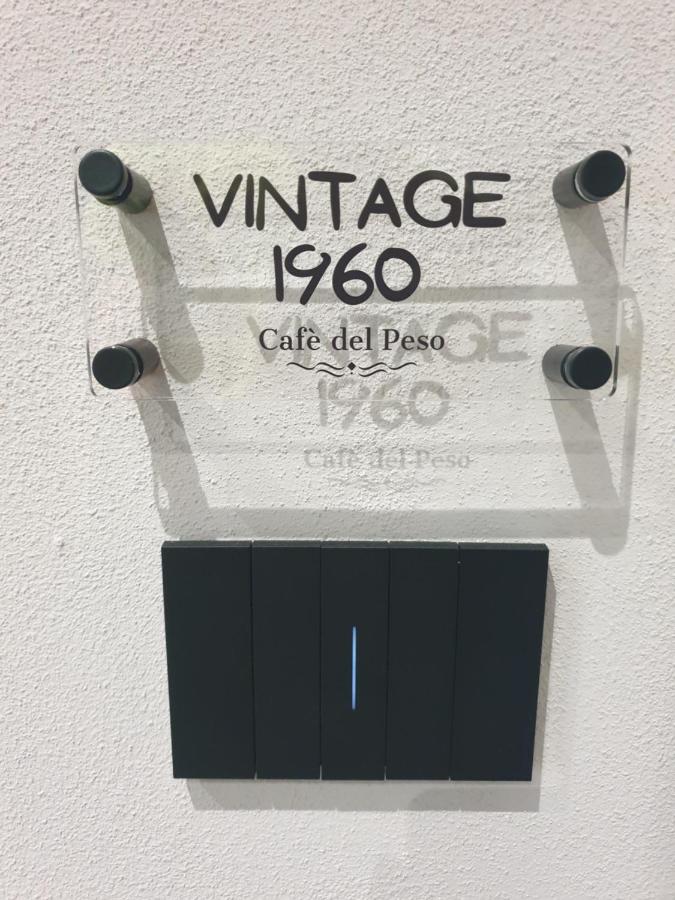 VINTAGE
1960
Cafè del Peso